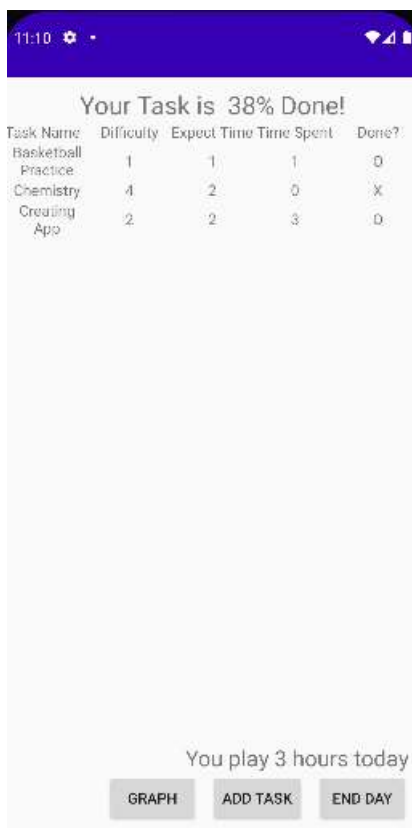 11:10
Your Task is 38% Done!
Task Name Difficulty Expect Time Time Spent Done?
Basketball Practice 1 1 1 O
Chemistry 4 2 0 X
Creating App 2 2 3 O
You play 3 hours today
GRAPH ADD TASK END DAY